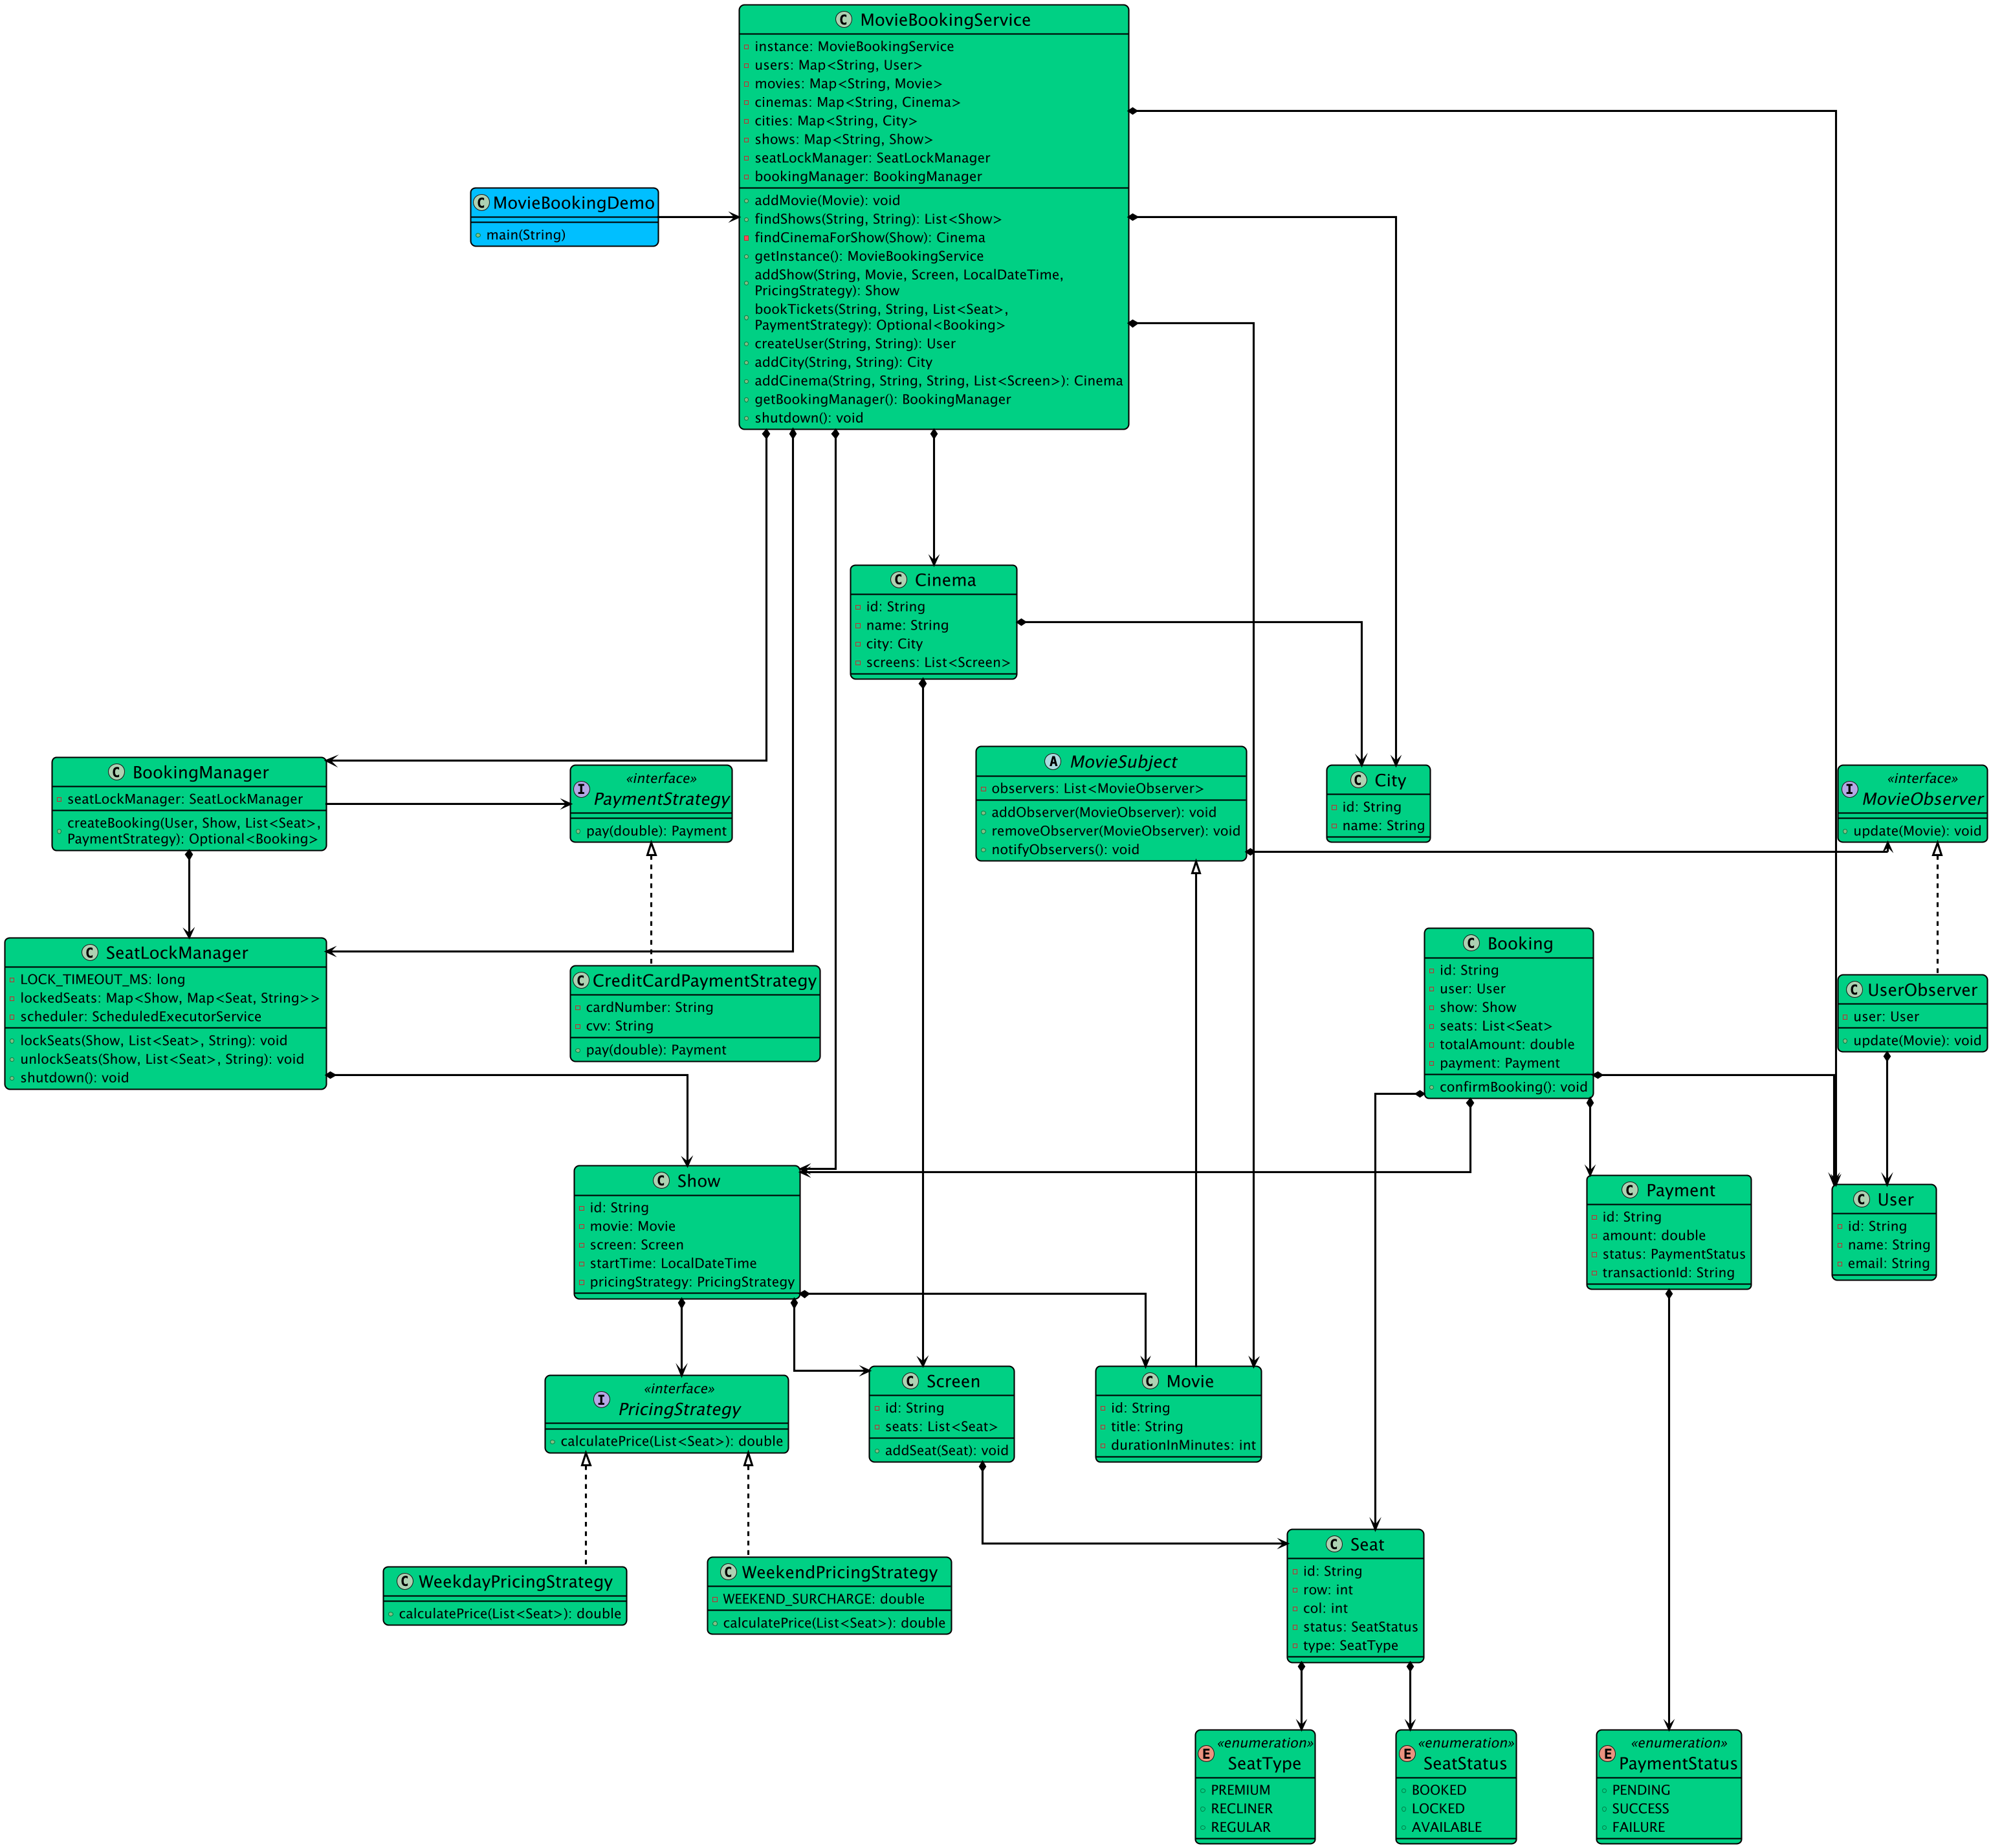 C MovieBookingService
instance: MovieBookingService
users: Map<String, User>
movies: Map<String, Movie>
cinemas: Map<String, Cinema>
cities: Map<String, City>
shows: Map<String, Show>
seatLockManager: SeatLockManager
bookingManager: BookingManager
addMovie(Movie): void
findShows(String, String): List<Show>
findCinemaForShow(Show): Cinema
getInstance(): MovieBookingService
addShow(String, Movie, Screen, LocalDateTime,
PricingStrategy): Show
bookTickets(String, String, List<Seat>,
PaymentStrategy): Optional<Booking>
createUser(String, String): User
addCity(String, String): City
addCinema(String, String, String, List<Screen>): Cinema
getBookingManager(): BookingManager
shutdown(): void
C MovieBookingDemo
main(String)
C Cinema
id: String
name: String
city: City
screens: List<Screen>
C BookingManager
seatLockManager: SeatLockManager
createBooking(User, Show, List<Seat>,
PaymentStrategy): Optional<Booking>
«interface»
I PaymentStrategy
pay(double): Payment
A MovieSubject
observers: List<MovieObserver>
addObserver(MovieObserver): void
removeObserver(MovieObserver): void
notifyObservers(): void
C City
id: String
name: String
«interface»
I MovieObserver
update(Movie): void
C SeatLockManager
LOCK_TIMEOUT_MS: long
lockedSeats: Map<Show, Map<Seat, String>>
scheduler: ScheduledExecutorService
lockSeats(Show, List<Seat>, String): void
unlockSeats(Show, List<Seat>, String): void
shutdown(): void
C CreditCardPaymentStrategy
cardNumber: String
cvv: String
pay(double): Payment
C Booking
id: String
user: User
show: Show
seats: List<Seat>
totalAmount: double
payment: Payment
confirmBooking(): void
C UserObserver
user: User
update(Movie): void
C Show
id: String
movie: Movie
screen: Screen
startTime: LocalDateTime
pricingStrategy: PricingStrategy
C Payment
id: String
amount: double
status: PaymentStatus
transactionId: String
C User
id: String
name: String
email: String
«interface»
I PricingStrategy
calculatePrice(List<Seat>): double
C Screen
id: String
seats: List<Seat>
addSeat(Seat): void
C Movie
id: String
title: String
durationInMinutes: int
C WeekdayPricingStrategy
calculatePrice(List<Seat>): double
C WeekendPricingStrategy
WEEKEND_SURCHARGE: double
calculatePrice(List<Seat>): double
C Seat
id: String
row: int
col: int
status: SeatStatus
type: SeatType
«enumeration»
E SeatType
PREMIUM
RECLINER
REGULAR
«enumeration»
E SeatStatus
BOOKED
LOCKED
AVAILABLE
«enumeration»
E PaymentStatus
PENDING
SUCCESS
FAILURE